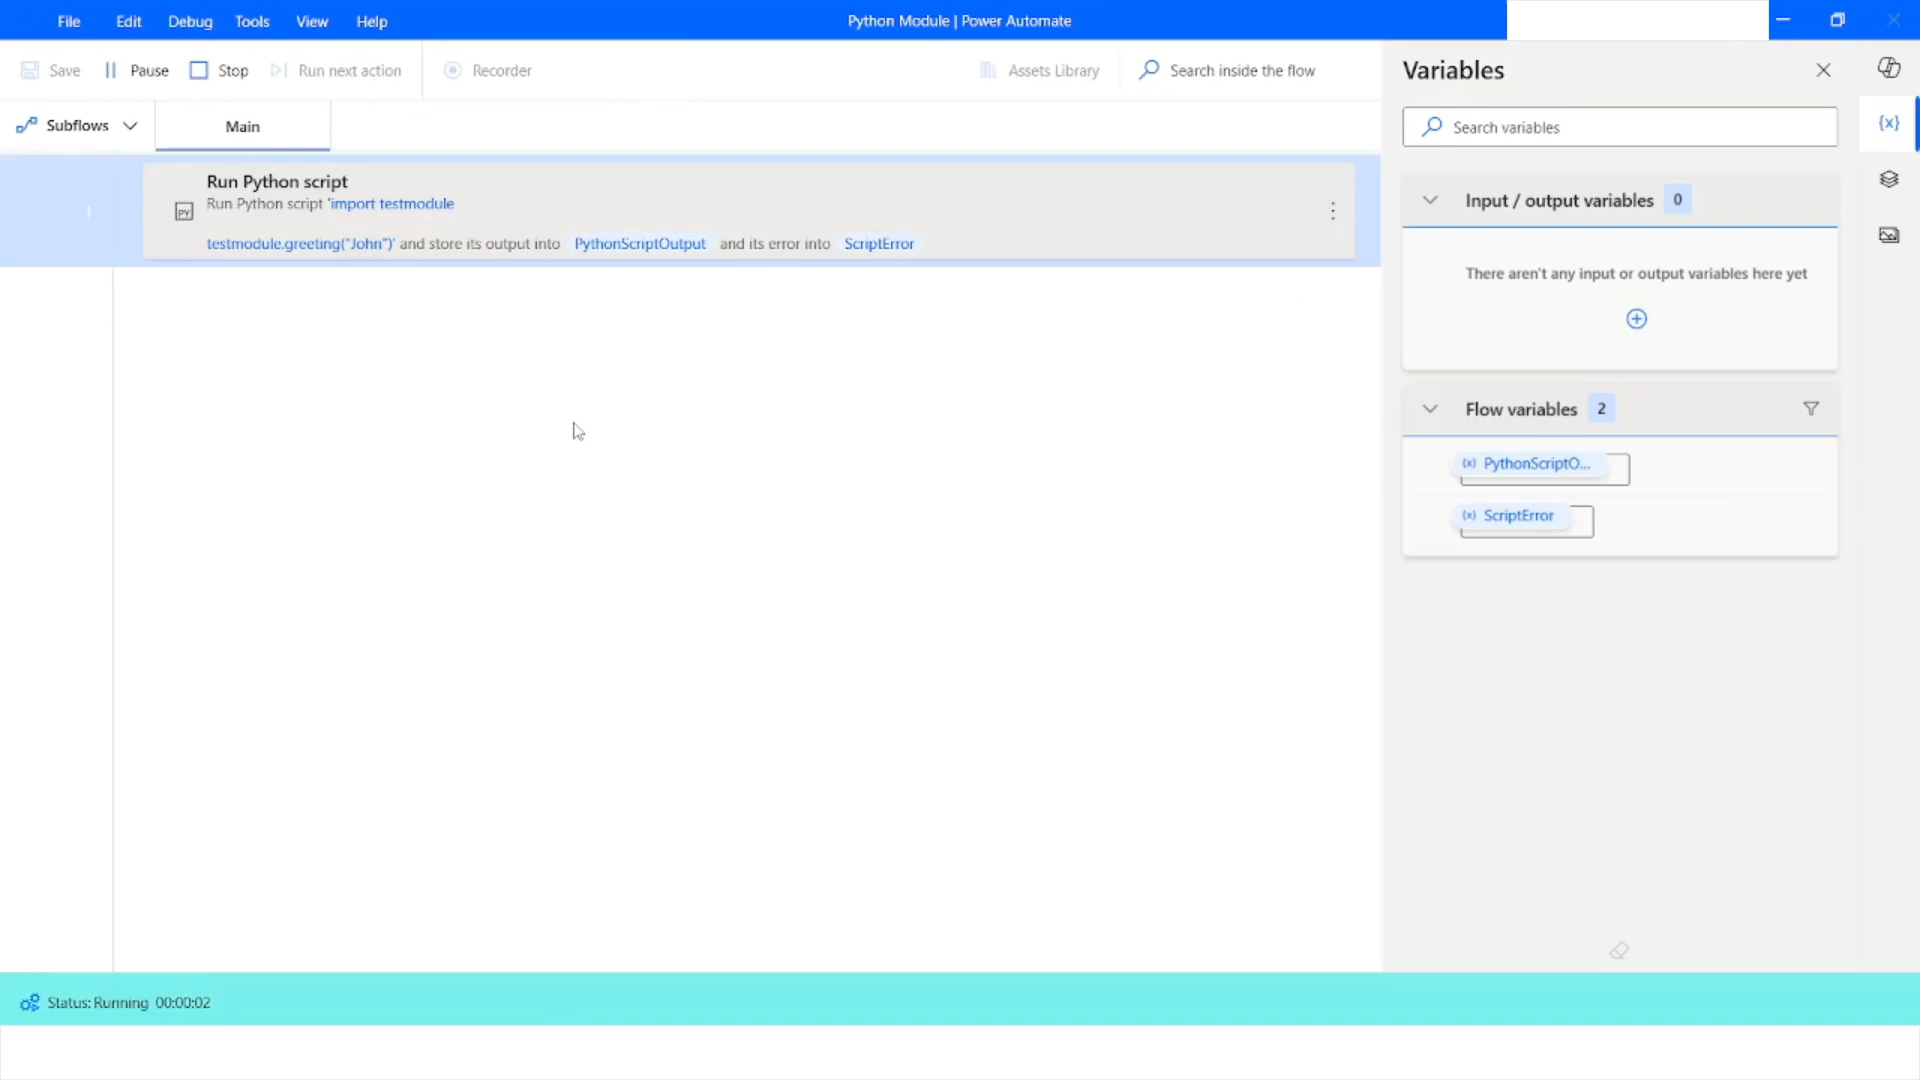 File Edit Debug Tools View Help
Python Module | Power Automate
Save Pause Stop Run next action Recorder Assets Library Search inside the flow
Subflows Main
1 Run Python script
Run Python script 'import testmodule
testmodule.greeting("John")' and store its output into PythonScriptOutput and its error into ScriptError
Variables
Search variables
Input / output variables 0
There aren't any input or output variables here yet
Flow variables 2
(x) PythonScriptO...
(x) ScriptError
{x}
PY
Status: Running 00:00:02